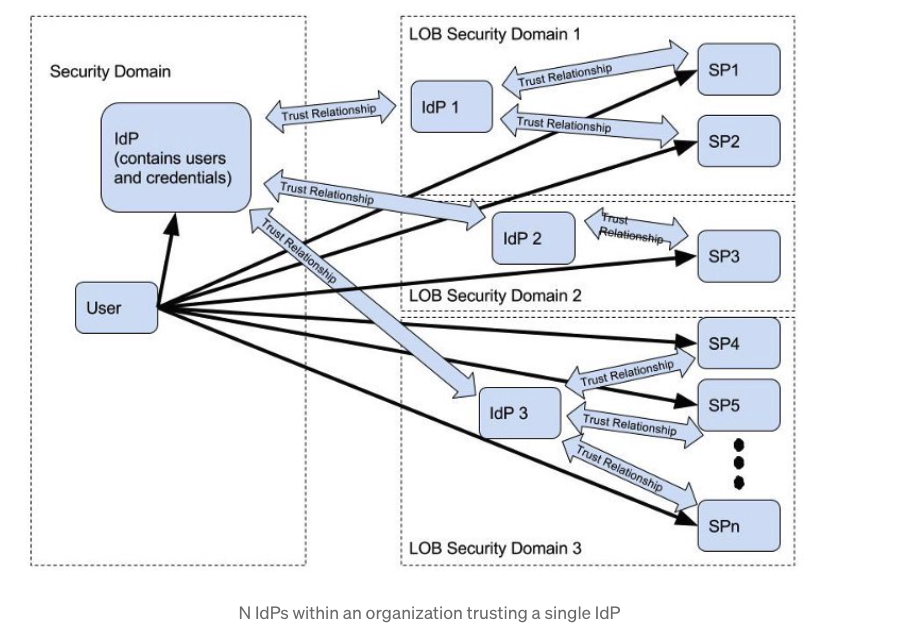 LOB Security Domain 1
Security Domain
IdP
(contains users
and credentials)
Trust Relationship
IdP 1
Trust Relationship
Trust Relationship
SP1
SP2
Trust Relationship
IdP 2
Trust
Relationship
SP3
LOB Security Domain 2
Trust Relationship
User
IdP 3
Trust Relationship
Trust Relationship
Trust Relationship
SP4
SP5
SPn
LOB Security Domain 3
N IdPs within an organization trusting a single IdP